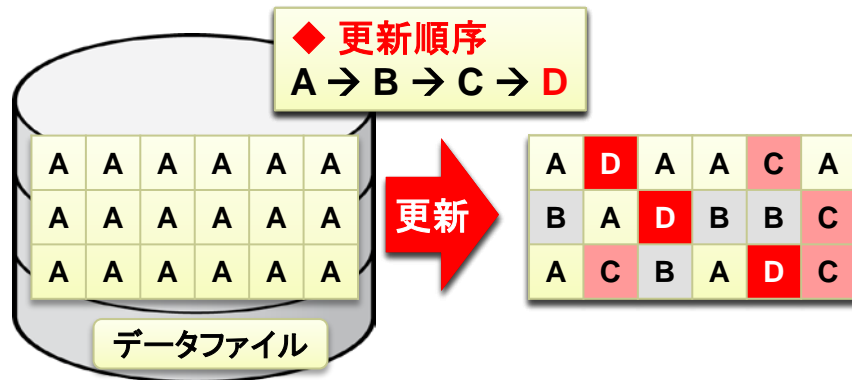 ◆ 更新順序
A → B → C → D
A A A A A A
A A A A A A
A A A A A A
データファイル
更新
A D A A C A
B A D B B C
A C B A D C